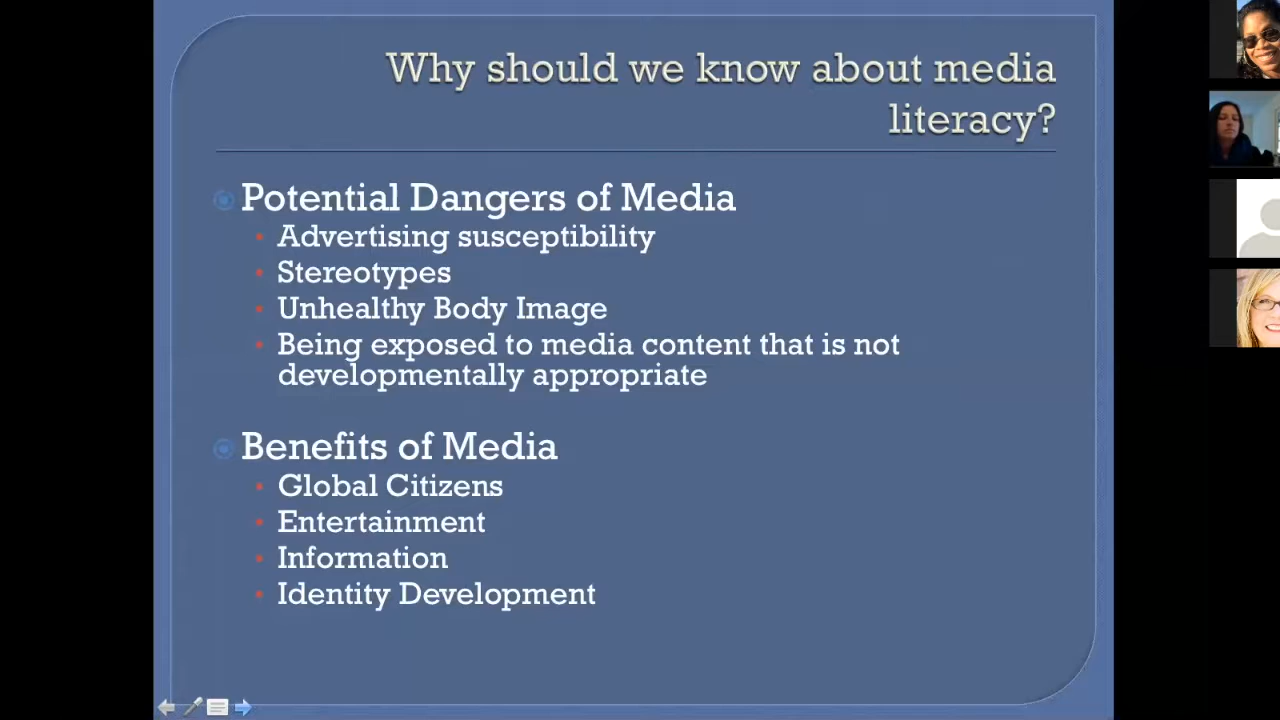 Why should we know about media
literacy?
Potential Dangers of Media
Advertising susceptibility
Stereotypes
Unhealthy Body Image
Being exposed to media content that is not
developmentally appropriate
Benefits of Media
Global Citizens
Entertainment
Information
Identity Development